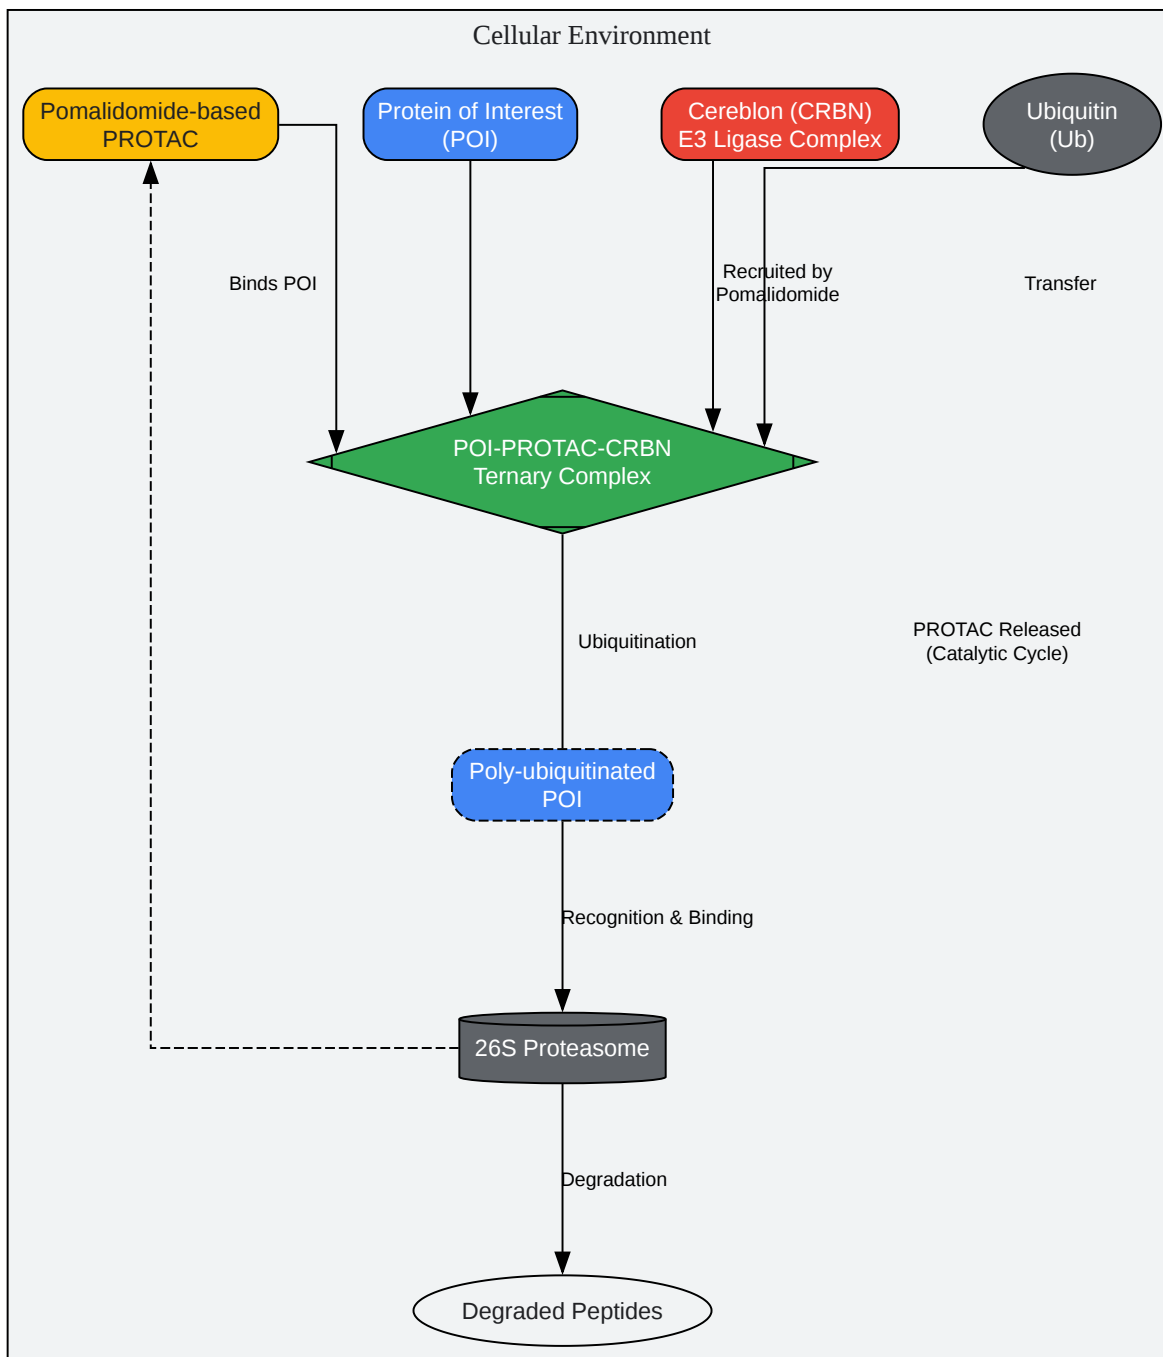 Cellular Environment
Pomalidomide-based
PROTAC
Protein of Interest
(POI)
Cereblon (CRBN)
E3 Ligase Complex
Ubiquitin
(Ub)
Binds POI
Recruited by
Pomalidomide
Transfer
POI-PROTAC-CRBN
Ternary Complex
Ubiquitination
PROTAC Released
(Catalytic Cycle)
Poly-ubiquitinated
POI
Recognition & Binding
26S Proteasome
Degradation
Degraded Peptides